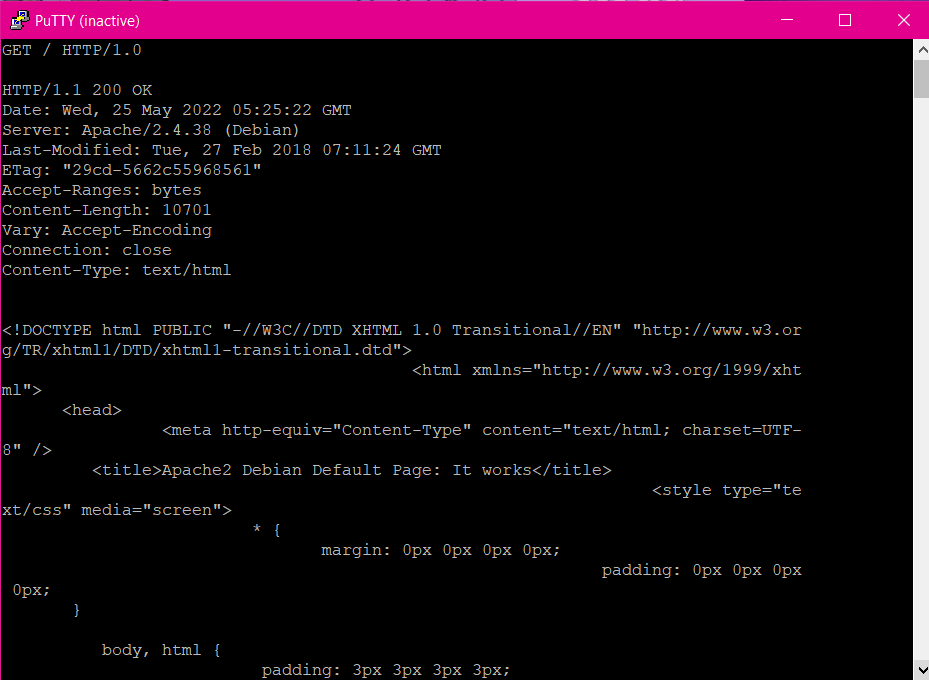 PuTTY (inactive)
GET / HTTP/1.0
HTTP/1.1 200 OK
Date: Wed, 25 May 2022 05:25:22 GMT
Server: Apache/2.4.38 (Debian)
Last-Modified: Tue, 27 Feb 2018 07:11:24 GMT
ETag: "29cd-5662c55968561"
Accept-Ranges: bytes
Content-Length: 10701
Vary: Accept-Encoding
Connection: close
Content-Type: text/html
<!DOCTYPE html PUBLIC "-//W3C//DTD XHTML 1.0 Transitional//EN" "http://www.w3.or
g/TR/xhtml1/DTD/xhtml1-transitional.dtd">
<html xmlns="http://www.w3.org/1999/xht
ml">
<head>
<meta http-equiv="Content-Type" content="text/html; charset=UTF-
8" />
<title>Apache2 Debian Default Page: It works</title>
<style type="te
xt/css" media="screen">
* {
margin: 0px 0px 0px 0px;
padding: 0px 0px 0px
0px;
}
body, html {
padding: 3px 3px 3px 3px;